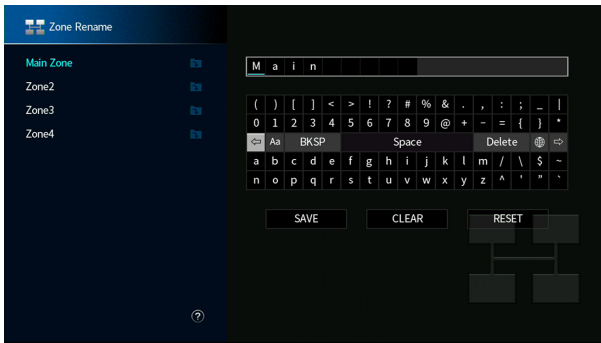 Zone Rename
Main Zone
Zone2
Zone3
Zone4
Main
( ) [ ] < > ! ? # % & . , : ; _ |
0 1 2 3 4 5 6 7 8 9 @ + - = { } *
⇦ Aa BKSP Space Delete ⇨
a b c d e f g h i j k l m / \ $ ~
n o p q r s t u v w x y z ^ ' " `
SAVE CLEAR RESET
?